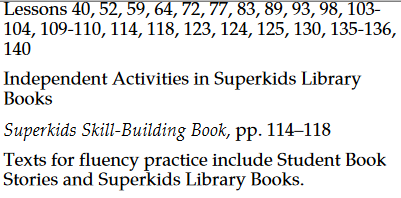 Lessons 40, 52, 59, 64, 72, 77, 83, 89, 93, 98, 103-
104, 109-110, 114, 118, 123, 124, 125, 130, 135-136,
140
Independent Activities in Superkids Library
Books
Superkids Skill-Building Book, pp. 114–118
Texts for fluency practice include Student Book
Stories and Superkids Library Books.